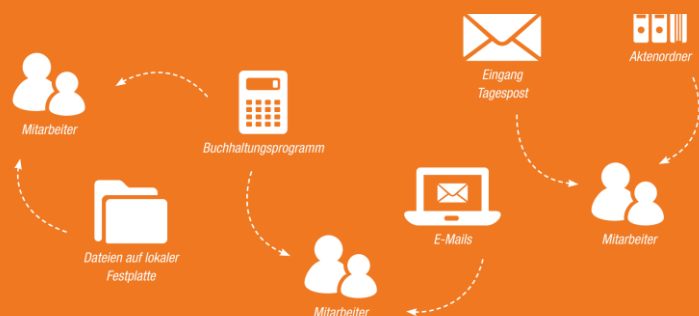 Aktenordner
Eingang
Tagespost
Mitarbeiter
Buchhaltungsprogramm
Dateien auf lokaler
Festplatte
E-Mails
Mitarbeiter
Mitarbeiter